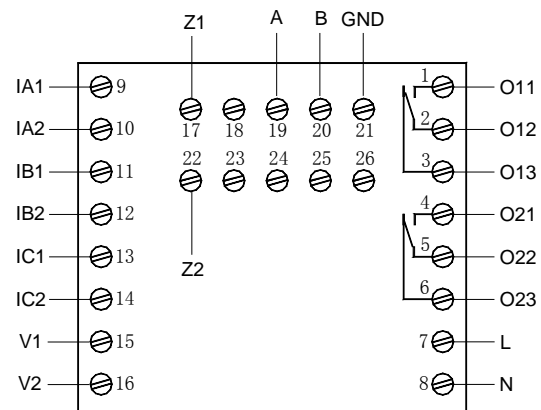 Z1 A B GND
IA1 9 1 O11
17 18 19 20 21
IA2 10 2 O12
22 23 24 25 26
IB1 11 3 O13
IB2 12 4 O21
IC1 13 5 O22
Z2
IC2 14 6 O23
V1 15 7 L
V2 16 8 N